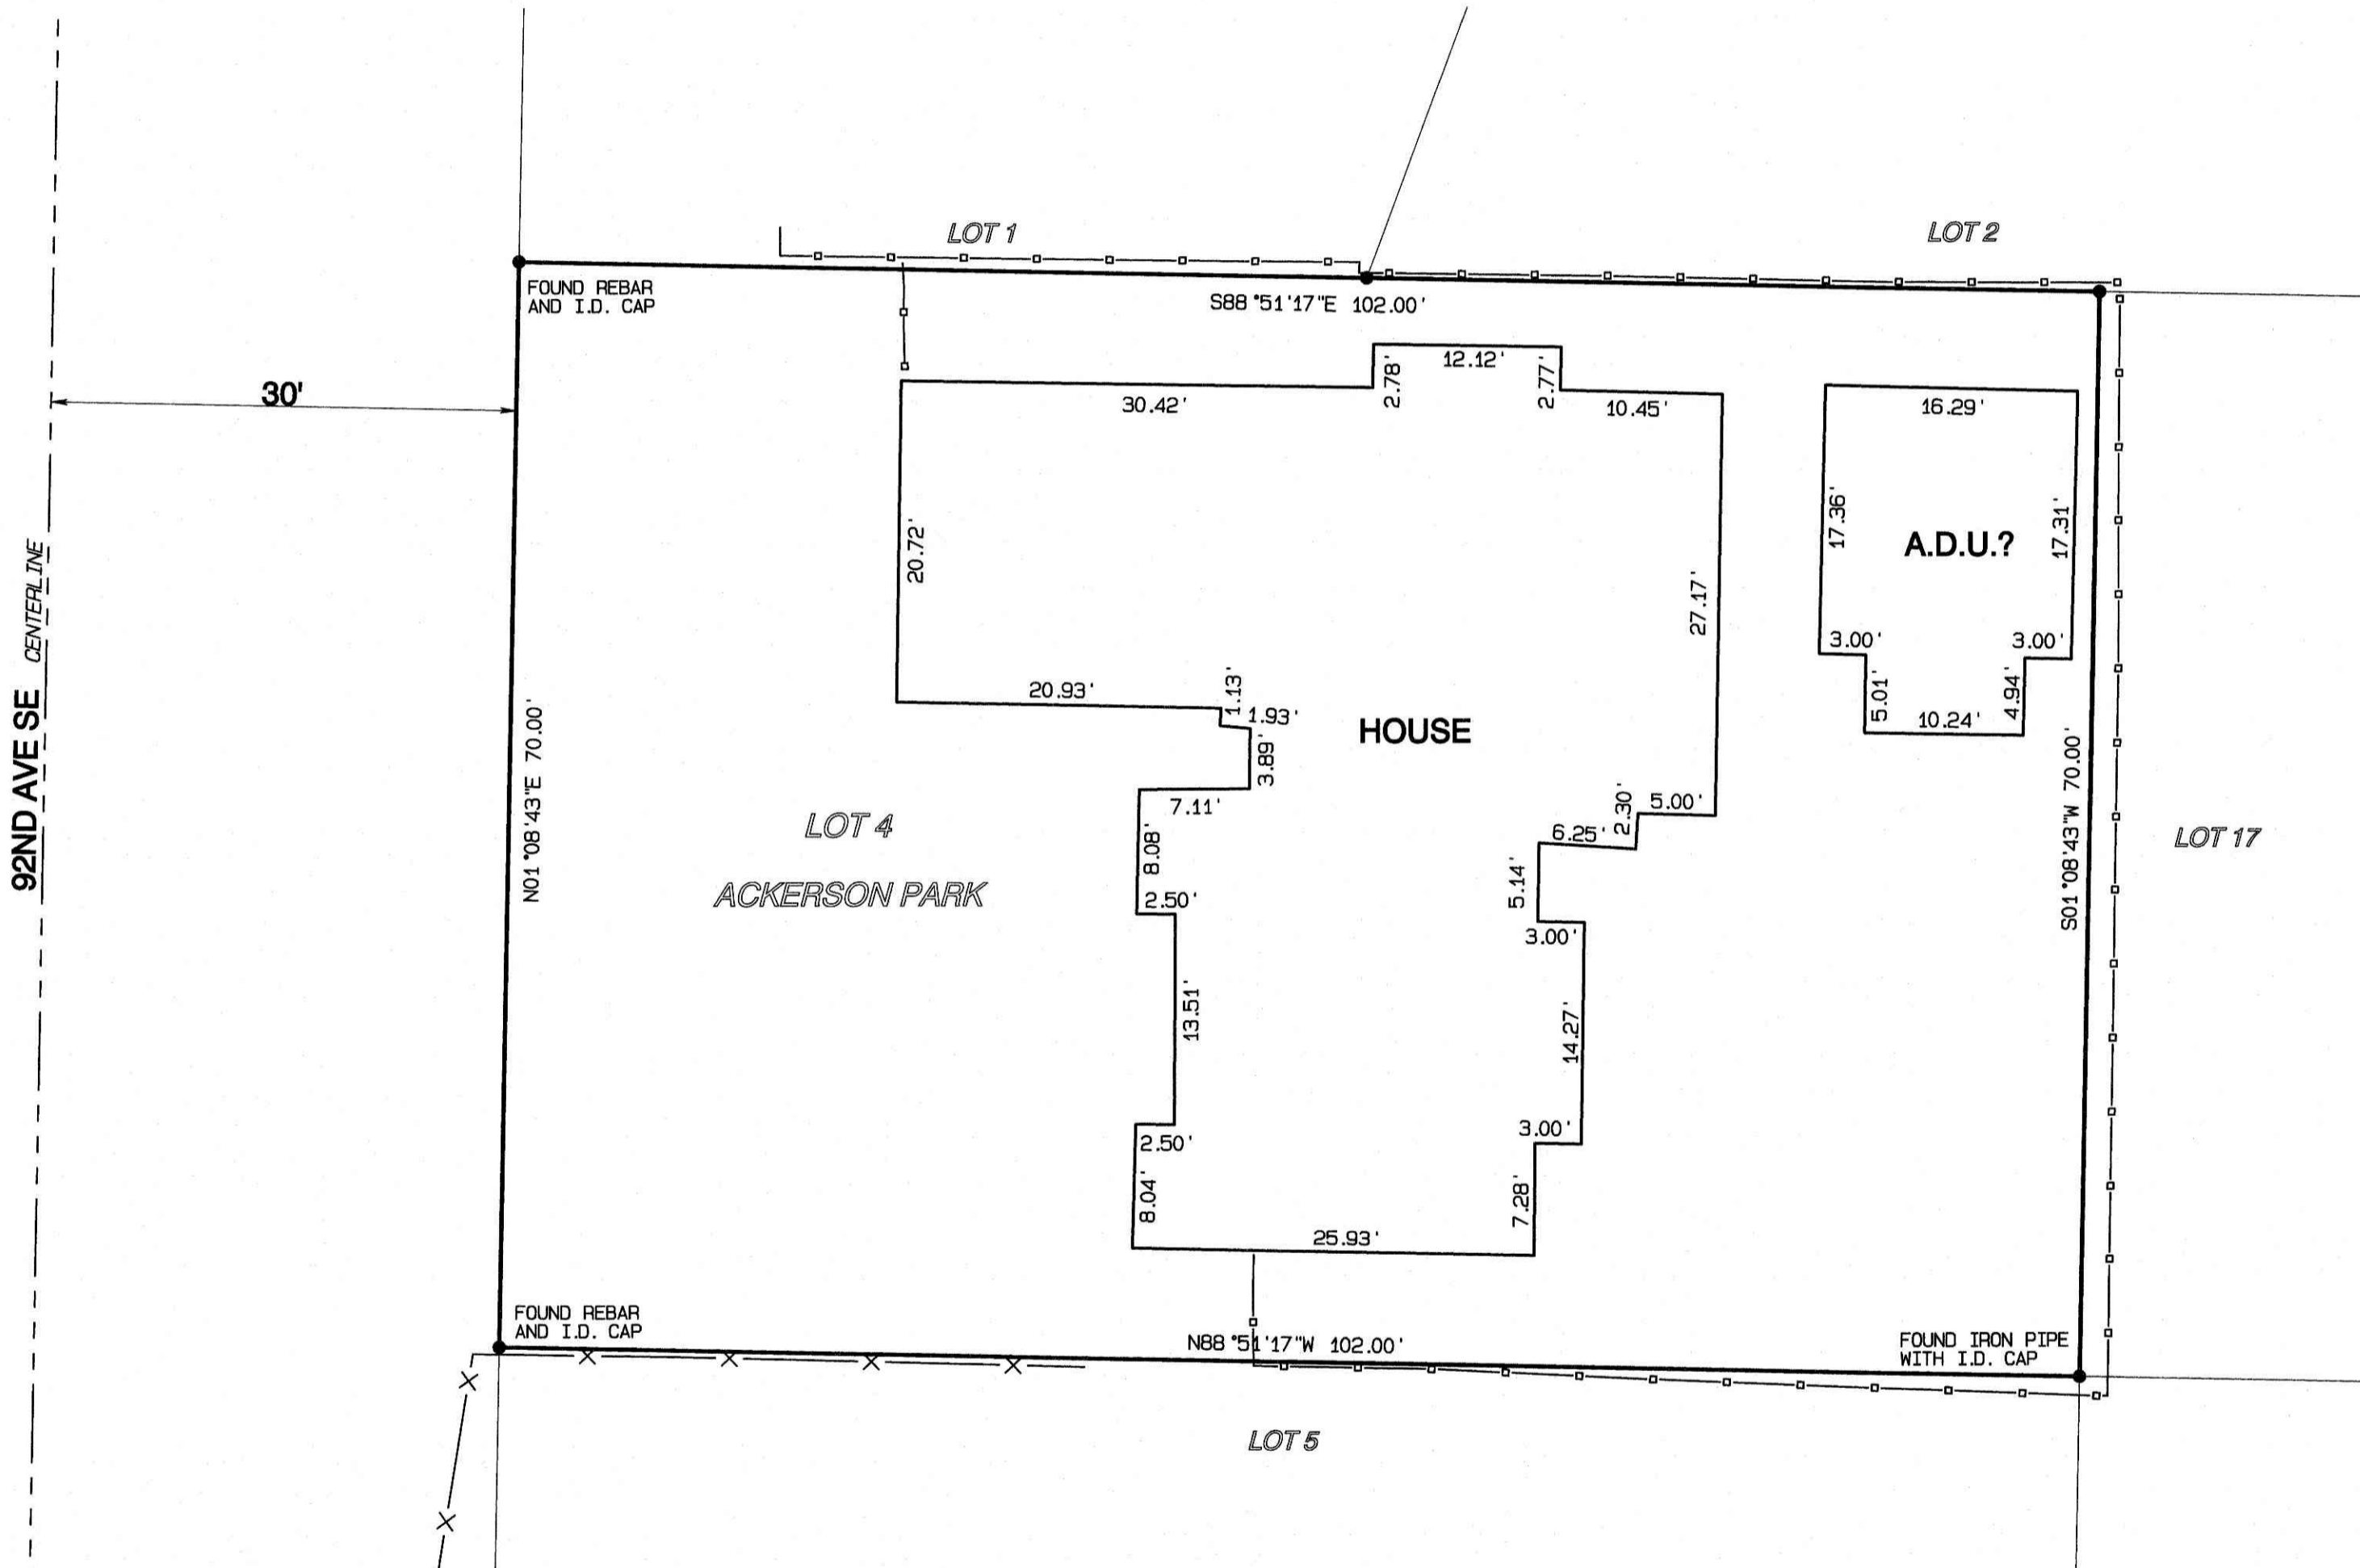 LOT 1
LOT 2
FOUND REBAR
AND I.D. CAP
S88°51'17"E 102.00'
30'
12.12'
2.78'
2.77'
30.42'
10.45'
16.29'
20.72'
17.36'
A.D.U.?
17.31'
27.17'
3.00'
3.00'
5.01'
4.94'
10.24'
20.93'
1.13'
1.93'
3.89'
HOUSE
92ND AVE SE CENTERLINE
N01°08'43"E 70.00'
7.11'
5.00'
2.30'
6.25'
S01°08'43"W 70.00'
LOT 17
LOT 4
ACKERSON PARK
8.08'
2.50'
5.14'
3.00'
13.51'
14.27'
3.00'
2.50'
8.04'
7.28'
25.93'
FOUND REBAR
AND I.D. CAP
N88°51'17"W 102.00'
FOUND IRON PIPE
WITH I.D. CAP
LOT 5